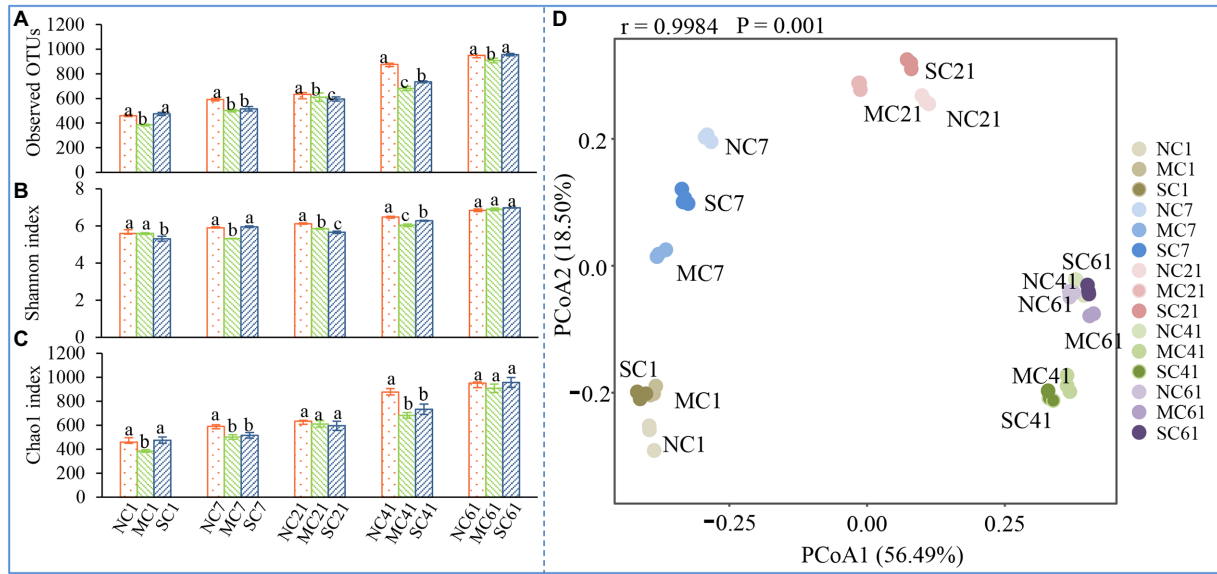 A
Observed OTUs
1200
1000
800
600
400
200
0
a b a
a b b
a b c
a c b
a b a
B
Shannon index
8
6
4
2
0
a a b
a b a
a b c
a c b
a a a
C
Chao1 index
1200
1000
800
600
400
200
0
a b a
a b b
a a a
a b b
a a a
NC1 MC1 SC1 NC7 MC7 SC7 NC21 MC21 SC21 NC41 MC41 SC41 NC61 MC61 SC61
D
r = 0.9984 P = 0.001
PCoA2 (18.50%)
0.2
0.0
−0.2
SC21
MC21
NC21
NC7
SC7
MC7
SC61
NC41
NC61
MC61
SC1
MC1
NC1
MC41
SC41
−0.25 0.00 0.25
PCoA1 (56.49%)
NC1
MC1
SC1
NC7
MC7
SC7
NC21
MC21
SC21
NC41
MC41
SC41
NC61
MC61
SC61